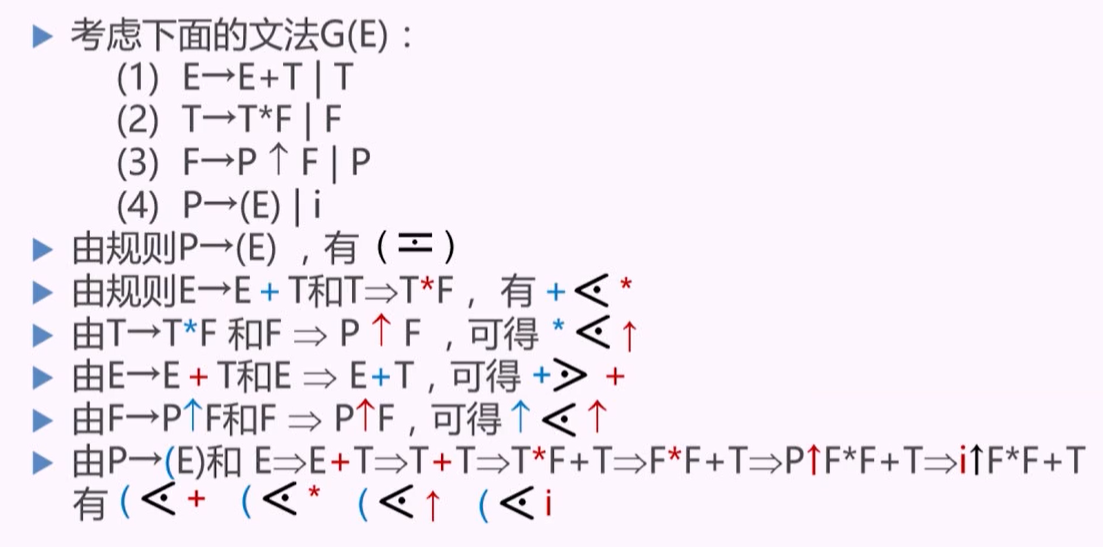 ▶ 考虑下面的文法G(E)：
(1) E→E+T | T
(2) T→T*F | F
(3) F→P↑F | P
(4) P→(E) | i
▶ 由规则P→(E) ，有 ( ≖ )
▶ 由规则E→E + T和T⇒T*F ，有 + ⋖ *
▶ 由T→T*F 和F ⇒ P ↑ F ，可得 * ⋖ ↑
▶ 由E→E + T和E ⇒ E+T ，可得 + ⋗ +
▶ 由F→P↑F和F ⇒ P↑F ，可得 ↑ ⋖ ↑
▶ 由P→(E)和 E⇒E+T⇒T+T⇒T*F+T⇒F*F+T⇒P↑F*F+T⇒i↑F*F+T
有 ( ⋖ + ( ⋖ * ( ⋖ ↑ ( ⋖ i